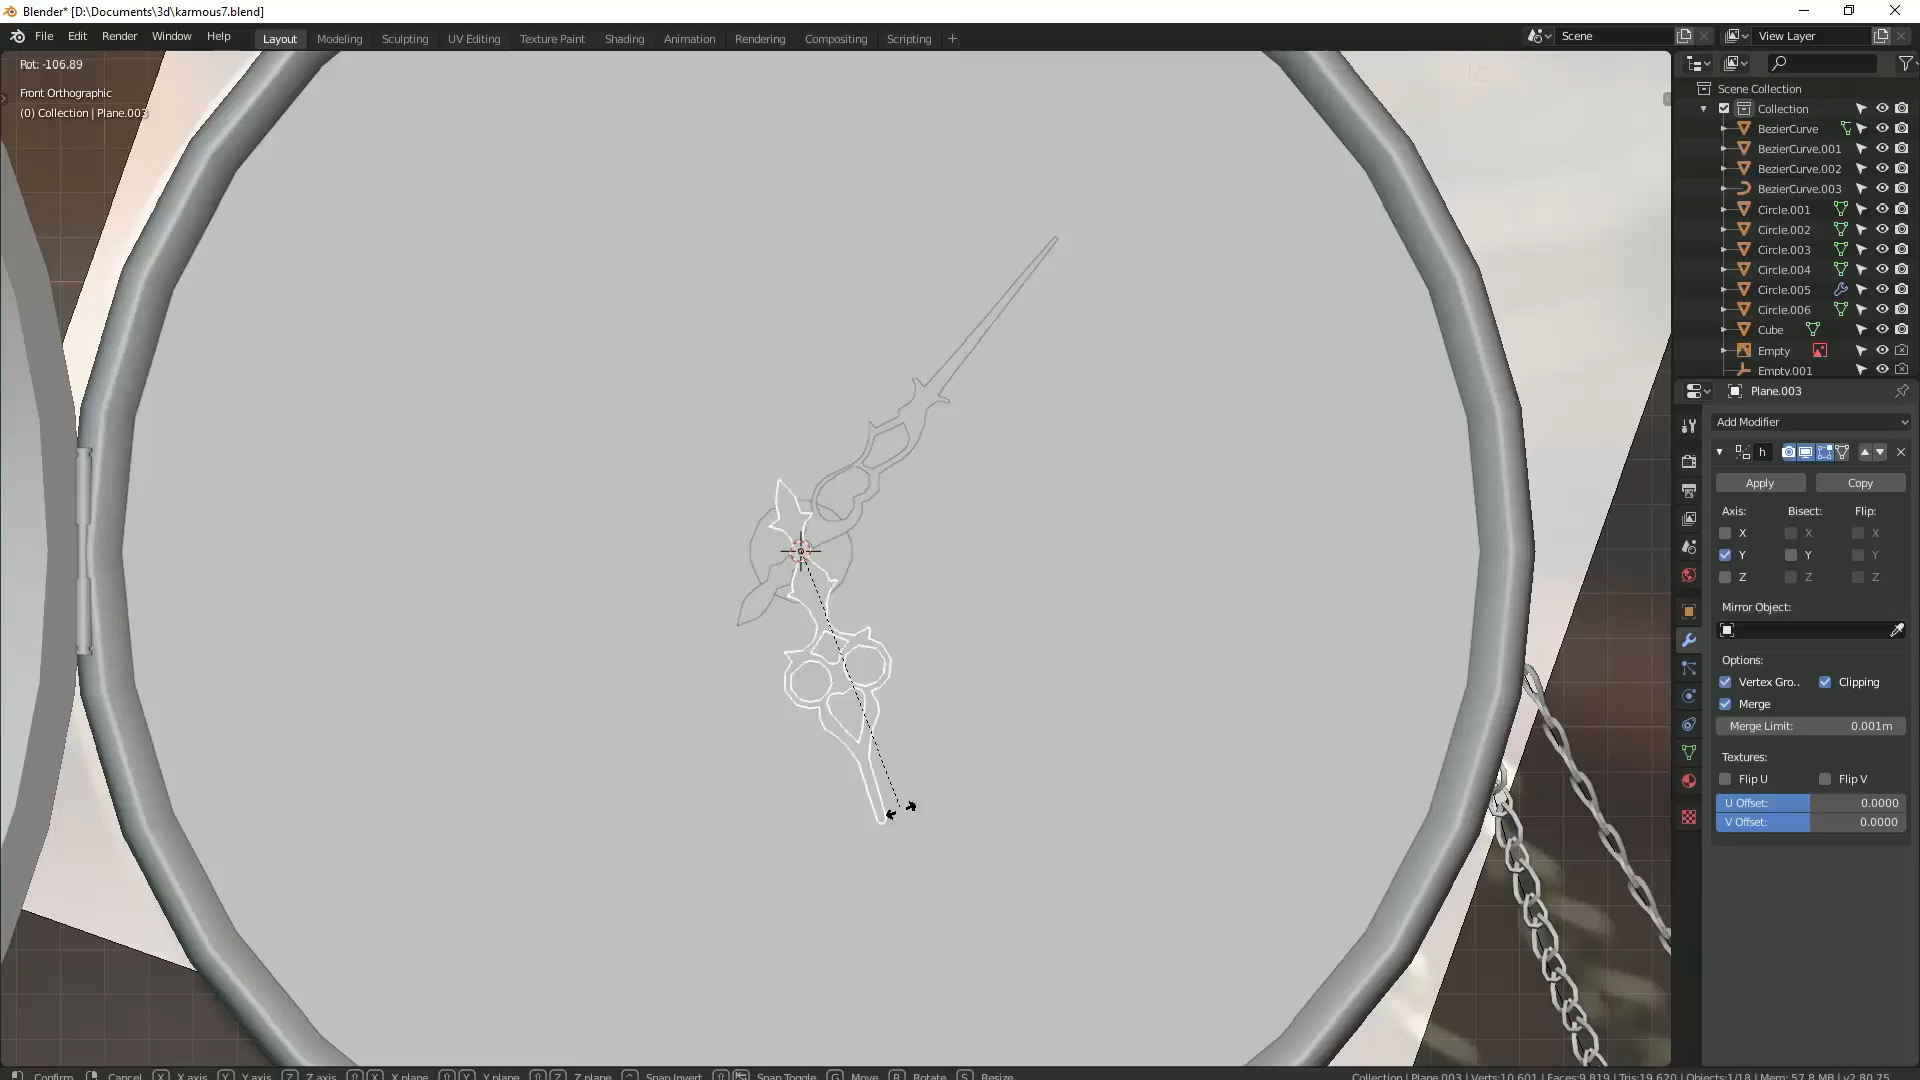 Blender* [D:\Documents\3d\karmous7.blend]
File Edit Render Window Help Layout Modeling Sculpting UV Editing Texture Paint Shading Animation Rendering Compositing Scripting + Scene View Layer
Rot: -106.89
Front Orthographic
(0) Collection | Plane.003
Scene Collection
Collection
BezierCurve
BezierCurve.001
BezierCurve.002
BezierCurve.003
Circle.001
Circle.002
Circle.003
Circle.004
Circle.005
Circle.006
Cube
Empty
Empty.001
Plane.003
Add Modifier
h
Apply Copy
Axis: Bisect: Flip:
X X X
Y Y Y
Z Z Z
Mirror Object:
Options:
Vertex Gro.. Clipping
Merge
Merge Limit: 0.001m
Textures:
Flip U Flip V
U Offset: 0.0000
V Offset: 0.0000
Confirm Cancel X X axis Y Y axis Z Z axis X X plane Y Y plane Z Z plane Snap Invert Snap Toggle G Move R Rotate S Resize
Collection | Plane.003 | Verts:10,601 | Faces:9,819 | Tris:19,620 | Objects:1/18 | Mem: 57.8 MB | v2.80.75